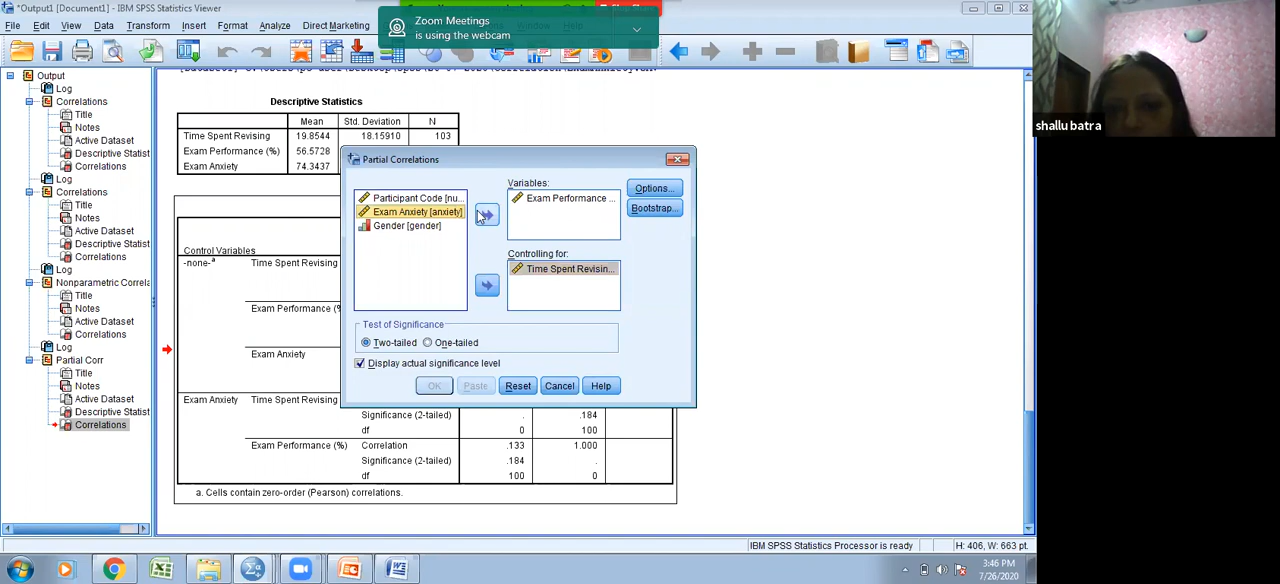 *Output1 [Document1] - IBM SPSS Statistics Viewer
File Edit View Data Transform Insert Format Analyze Direct Marketing
Zoom Meetings
is using the webcam
Output
Log
Correlations
Title
Notes
Active Dataset
Descriptive Statist
Correlations
Log
Correlations
Title
Notes
Active Dataset
Descriptive Statist
Correlations
Log
Nonparametric Correla
Title
Notes
Active Dataset
Correlations
Log
Partial Corr
Title
Notes
Active Dataset
Descriptive Statist
Correlations
Descriptive Statistics
Mean Std. Deviation N
Time Spent Revising 19.8544 18.15910 103
Exam Performance (%) 56.5728
Exam Anxiety 74.3437
Control Variables
-none-a Time Spent Revising
Exam Performance (%
Exam Anxiety
Exam Anxiety Time Spent Revising
Significance (2-tailed) . .184
df 0 100
Exam Performance (%) Correlation .133 1.000
Significance (2-tailed) .184 .
df 100 0
a. Cells contain zero-order (Pearson) correlations.
Partial Correlations
Participant Code [nu...
Exam Anxiety [anxiety]
Gender [gender]
Variables:
Exam Performance ...
Controlling for:
Time Spent Revisin...
Options...
Bootstrap...
Test of Significance
Two-tailed One-tailed
Display actual significance level
OK Paste Reset Cancel Help
IBM SPSS Statistics Processor is ready H: 406, W: 663 pt.
3:46 PM
7/26/2020
shallu batra